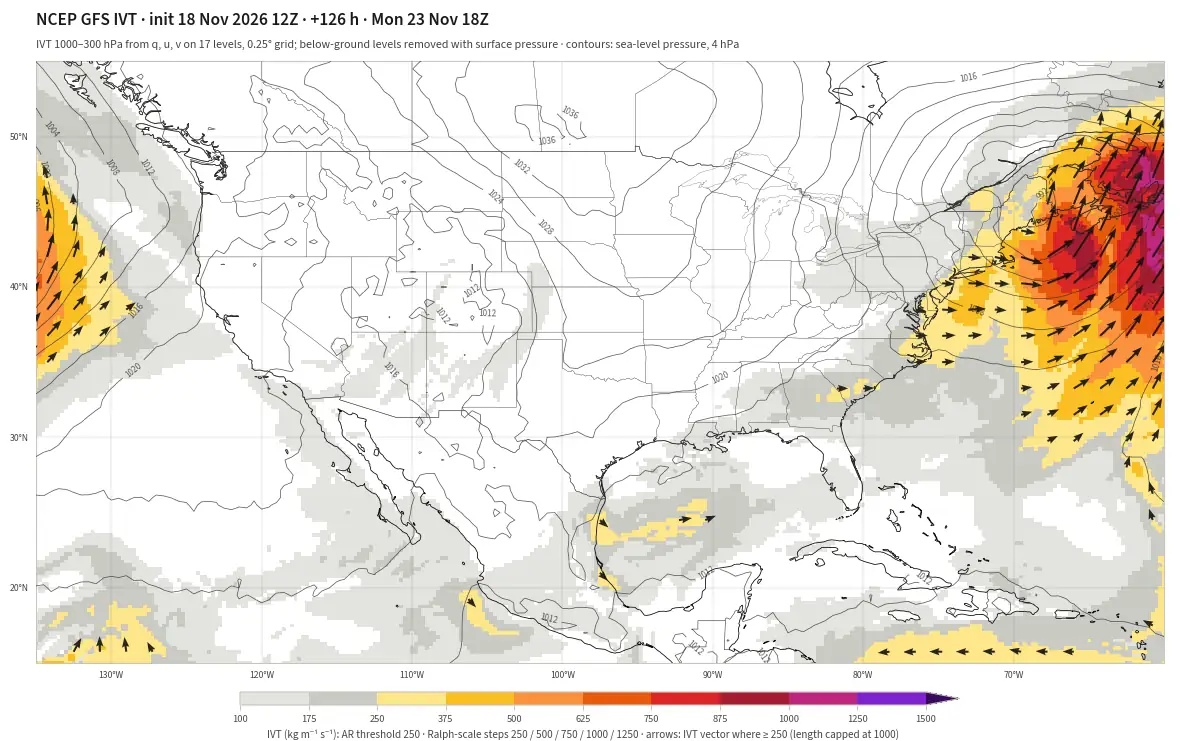 NCEP GFS IVT · init 18 Nov 2026 12Z · +126 h · Mon 23 Nov 18Z
IVT 1000–300 hPa from q, u, v on 17 levels, 0.25° grid; below-ground levels removed with surface pressure · contours: sea-level pressure, 4 hPa
1016
1036
1004
50°N
1036
1008
1012
1032
1024
992
1028
40°N
1012
1016
1012
1012
1016
1020
1020
30°N
20°N
1012
1012
1012
1012
1012
130°W
120°W
110°W
100°W
90°W
80°W
70°W
100
175
250
375
500
625
750
875
1000
1250
1500
IVT (kg m⁻¹ s⁻¹): AR threshold 250 · Ralph-scale steps 250 / 500 / 750 / 1000 / 1250 · arrows: IVT vector where ≥ 250 (length capped at 1000)